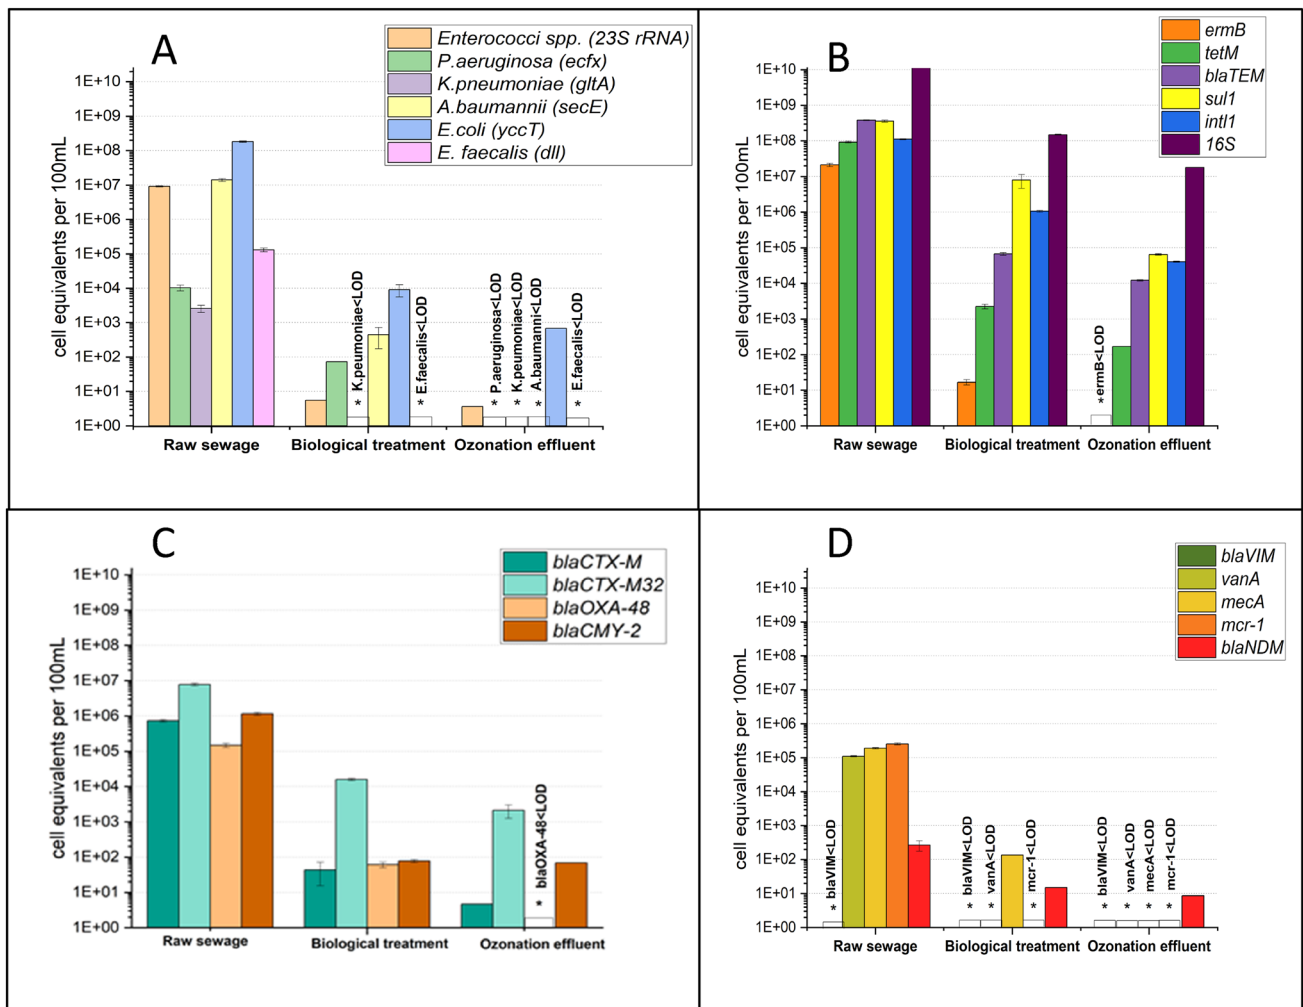 A
Enterococci spp. (23S rRNA)
P.aeruginosa (ecfx)
K.pneumoniae (gltA)
A.baumannii (secE)
E.coli (yccT)
E. faecalis (dll)
cell equivalents per 100mL
1E+10
1E+09
1E+08
1E+07
1E+06
1E+05
1E+04
1E+03
1E+02
1E+01
1E+00
* K.peumoniae<LOD
* E.faecalis<LOD
* P.aeruginosa<LOD
* K.peumoniae<LOD
* A.baumanni<LOD
* E.faecalis<LOD
Raw sewage
Biological treatment
Ozonation effluent
B
ermB
tetM
blaTEM
sul1
intI1
16S
cell equivalents per 100mL
1E+10
1E+09
1E+08
1E+07
1E+06
1E+05
1E+04
1E+03
1E+02
1E+01
1E+00
* ermB<LOD
Raw sewage
Biological treatment
Ozonation effluent
C
blaCTX-M
blaCTX-M32
blaOXA-48
blaCMY-2
cell equivalents per 100mL
1E+10
1E+09
1E+08
1E+07
1E+06
1E+05
1E+04
1E+03
1E+02
1E+01
1E+00
* blaOXA-48<LOD
Raw sewage
Biological treatment
Ozonation effluent
D
blaVIM
vanA
mecA
mcr-1
blaNDM
cell equivalents per 100mL
1E+10
1E+09
1E+08
1E+07
1E+06
1E+05
1E+04
1E+03
1E+02
1E+01
1E+00
* blaVIM<LOD
* blaVIM<LOD
* vanA<LOD
* mcr-1<LOD
* blaVIM<LOD
* vanA<LOD
* mecA<LOD
* mcr-1<LOD
Raw sewage
Biological treatment
Ozonation effluent